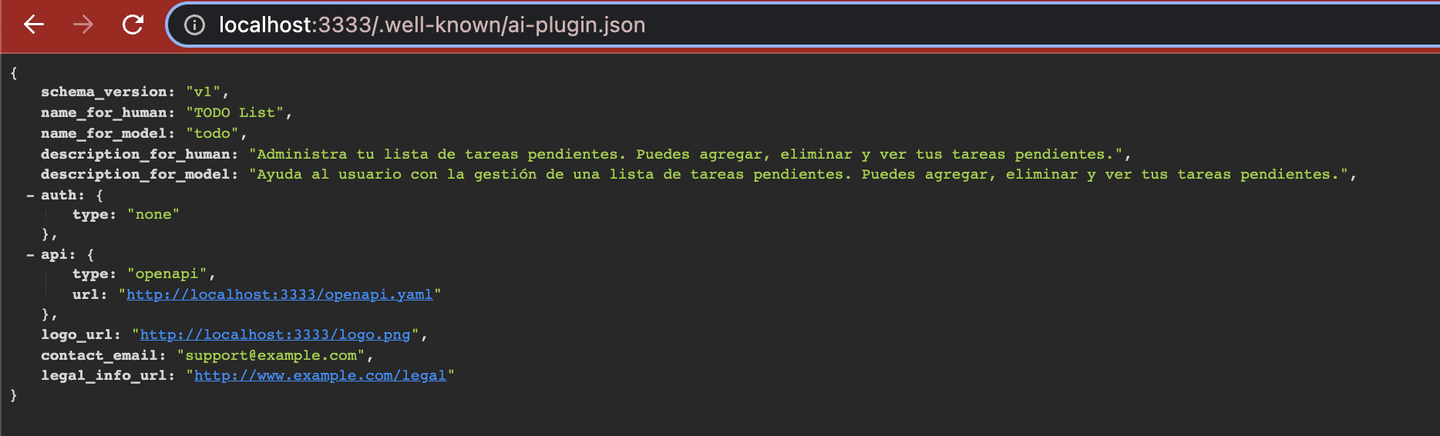 localhost:3333/.well-known/ai-plugin.json
{
schema_version: "v1",
name_for_human: "TODO List",
name_for_model: "todo",
description_for_human: "Administra tu lista de tareas pendientes. Puedes agregar, eliminar y ver tus tareas pendientes.",
description_for_model: "Ayuda al usuario con la gestión de una lista de tareas pendientes. Puedes agregar, eliminar y ver tus tareas pendientes.",
- auth: {
type: "none"
},
- api: {
type: "openapi",
url: "http://localhost:3333/openapi.yaml"
},
logo_url: "http://localhost:3333/logo.png",
contact_email: "support@example.com",
legal_info_url: "http://www.example.com/legal"
}